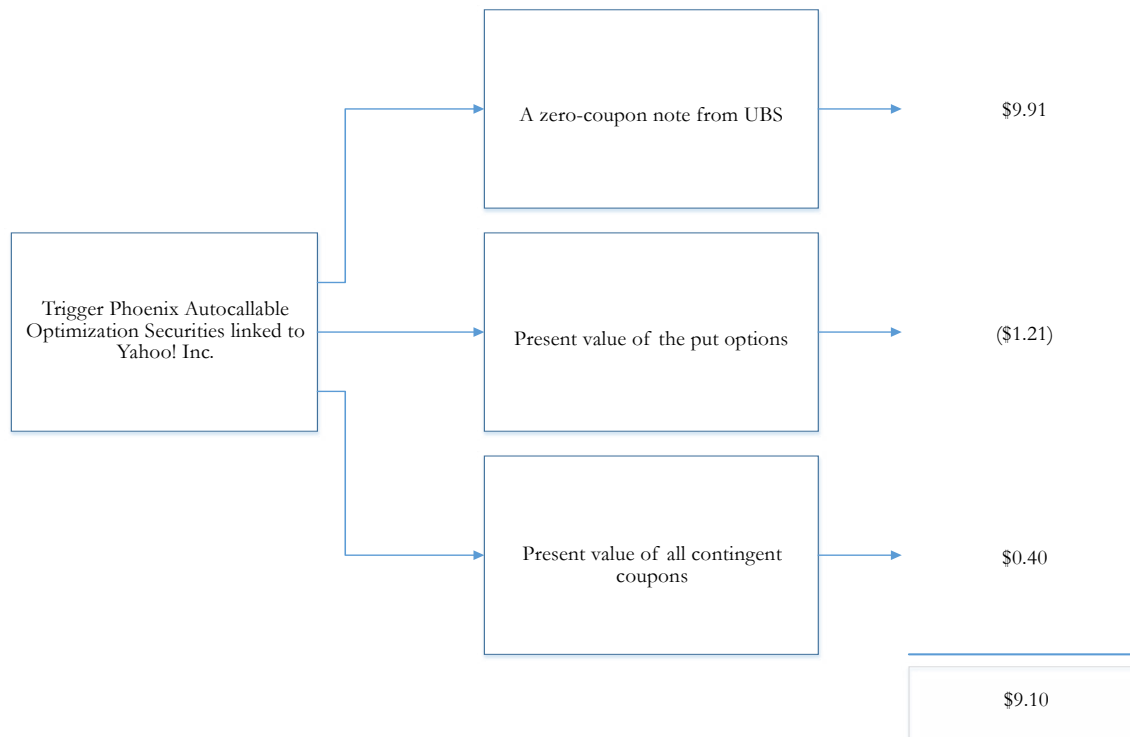 A zero-coupon note from UBS
$9.91
Trigger Phoenix Autocallable
Optimization Securities linked to
Yahoo! Inc.
Present value of the put options
($1.21)
Present value of all contingent
coupons
$0.40
$9.10